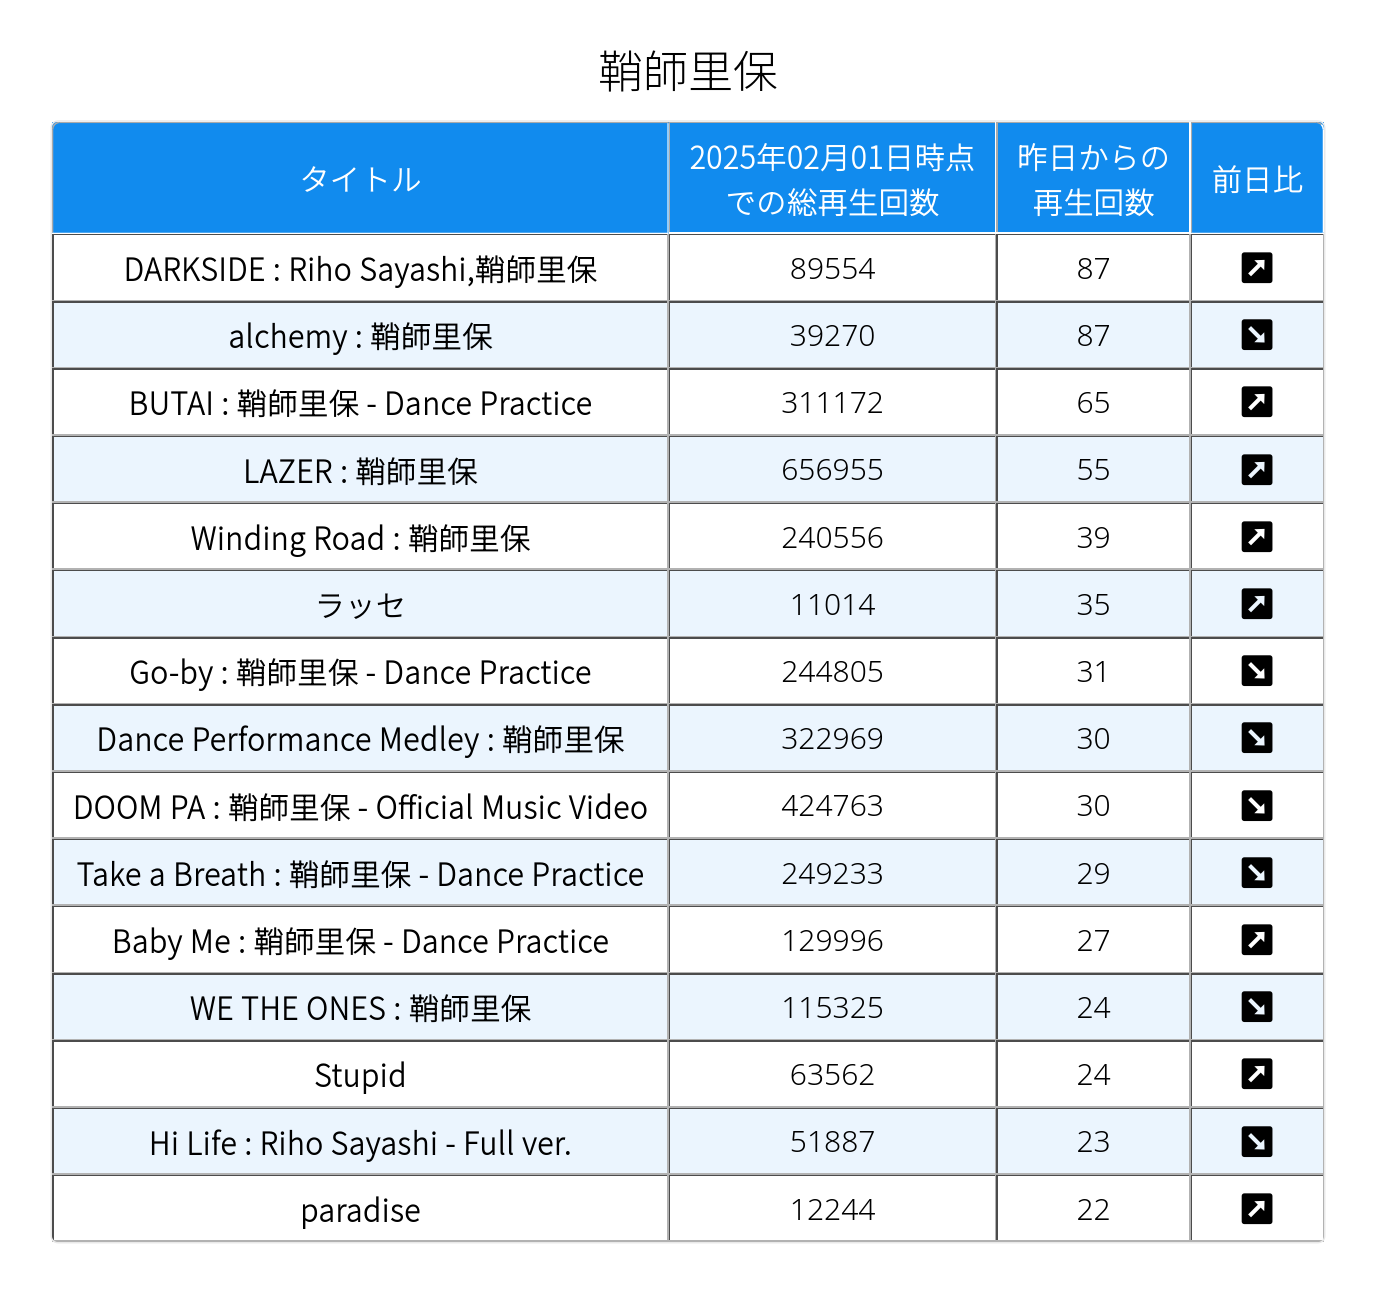 鞘師里保
タイトル
2025年02月01日時点
での総再生回数
昨日からの
再生回数
前日比
DARKSIDE : Riho Sayashi,鞘師里保 89554 87
alchemy : 鞘師里保 39270 87
BUTAI : 鞘師里保 - Dance Practice 311172 65
LAZER : 鞘師里保 656955 55
Winding Road : 鞘師里保 240556 39
ラッセ 11014 35
Go-by : 鞘師里保 - Dance Practice 244805 31
Dance Performance Medley : 鞘師里保 322969 30
DOOM PA : 鞘師里保 - Official Music Video 424763 30
Take a Breath : 鞘師里保 - Dance Practice 249233 29
Baby Me : 鞘師里保 - Dance Practice 129996 27
WE THE ONES : 鞘師里保 115325 24
Stupid 63562 24
Hi Life : Riho Sayashi - Full ver. 51887 23
paradise 12244 22